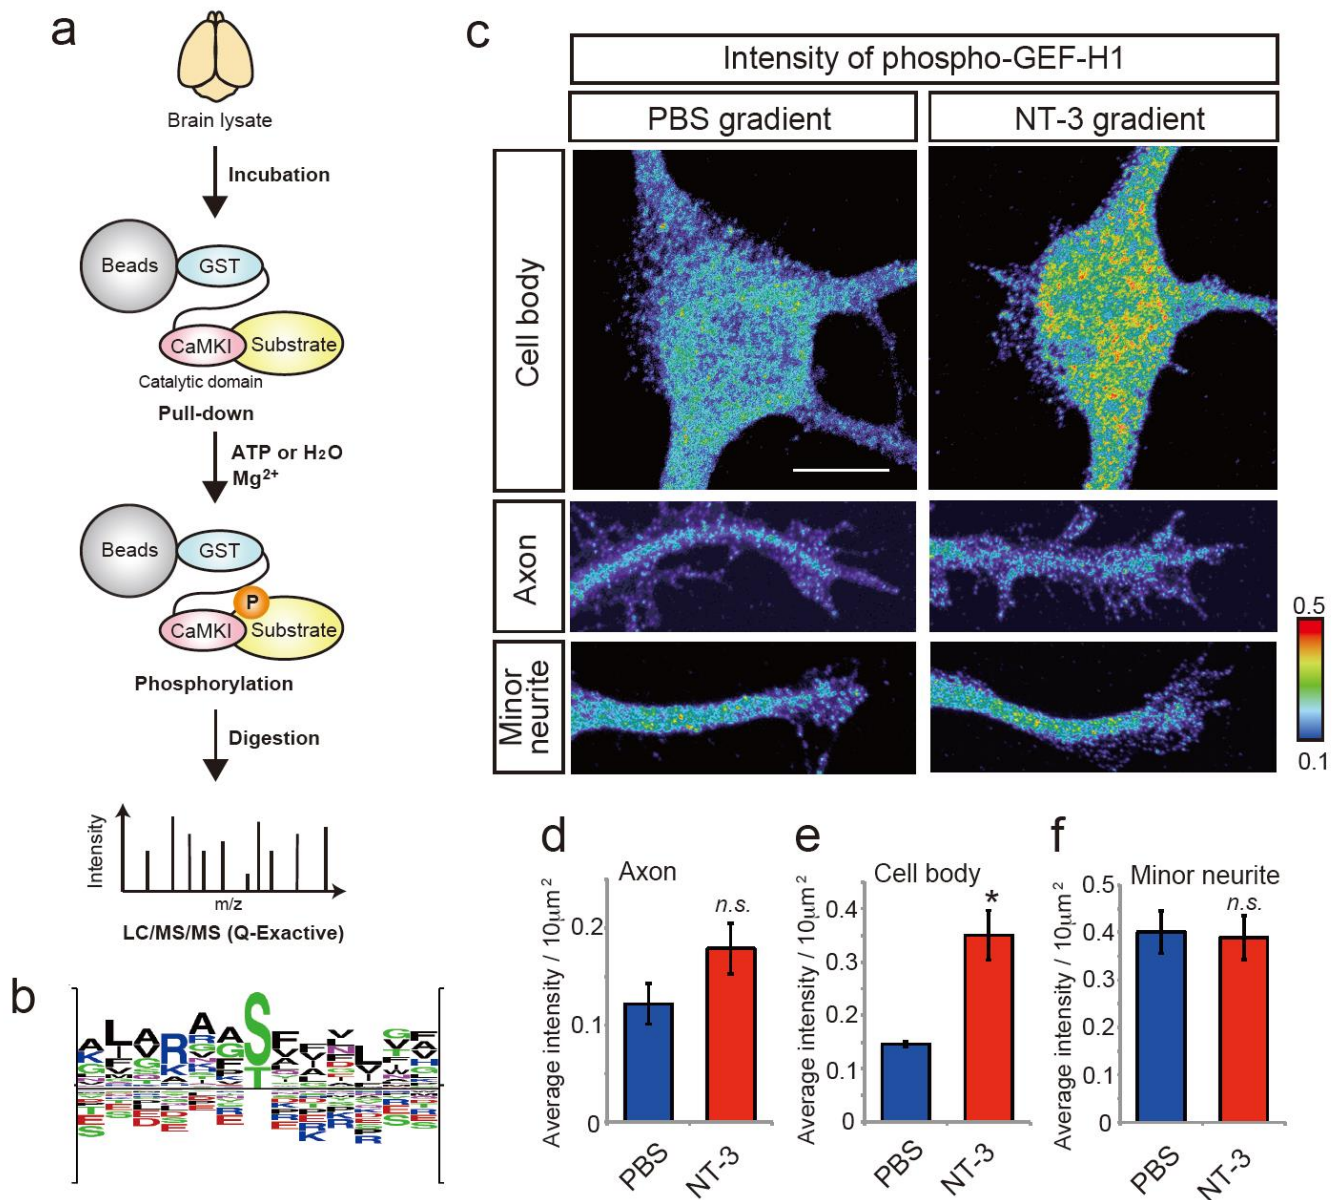 a
Brain lysate
Incubation
Beads
GST
CaMKI
Substrate
Catalytic domain
Pull-down
ATP or H2O
Mg2+
Beads
GST
P
CaMKI
Substrate
Phosphorylation
Digestion
Intensity
m/z
LC/MS/MS (Q-Exactive)
b
c
Intensity of phospho-GEF-H1
PBS gradient
NT-3 gradient
Cell body
Axon
Minor
neurite
0.5
0.1
d
Axon
n.s.
Average intensity / 10μm2
0.2
0.1
0
PBS
NT-3
e
Cell body
*
Average intensity / 10μm2
0.4
0.3
0.2
0.1
0
PBS
NT-3
f
Minor neurite
n.s.
Average intensity / 10μm2
0.5
0.4
0.3
0.2
0.1
0
PBS
NT-3